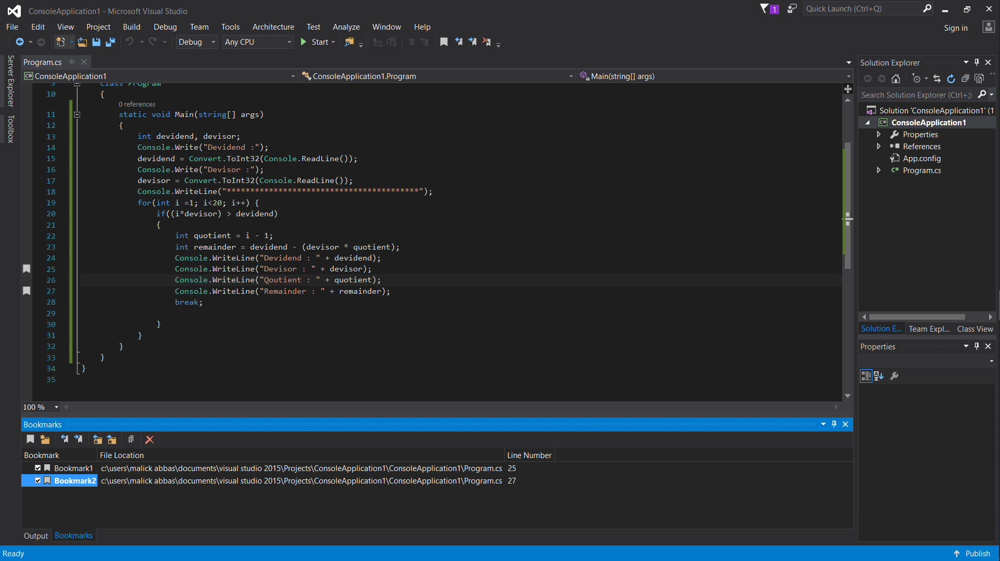 ConsoleApplication1 - Microsoft Visual Studio
1
Quick Launch (Ctrl+Q)
File Edit View Project Build Debug Team Tools Architecture Test Analyze Window Help
Sign in
Debug Any CPU Start
Server Explorer
Toolbox
Program.cs
ConsoleApplication1 ConsoleApplication1.Program Main(string[] args)
9 class Program
10 {
0 references
11 static void Main(string[] args)
12 {
13 int devidend, devisor;
14 Console.Write("Devidend :");
15 devidend = Convert.ToInt32(Console.ReadLine());
16 Console.Write("Devisor :");
17 devisor = Convert.ToInt32(Console.ReadLine());
18 Console.WriteLine("*****************************************");
19 for(int i =1; i<20; i++) {
20 if((i*devisor) > devidend)
21 {
22 int quotient = i - 1;
23 int remainder = devidend - (devisor * quotient);
24 Console.WriteLine("Devidend : " + devidend);
25 Console.WriteLine("Devisor : " + devisor);
26 Console.WriteLine("Qoutient : " + quotient);
27 Console.WriteLine("Remainder : " + remainder);
28 break;
29
30 }
31 }
32 }
33 }
34 }
35
100 %
Solution Explorer
Search Solution Explorer (Ctrl+;)
Solution 'ConsoleApplication1' (1
C# ConsoleApplication1
Properties
References
App.config
C# Program.cs
Solution E... Team Expl... Class View
Properties
Bookmarks
Bookmark File Location Line Number
Bookmark1 c:\users\malick abbas\documents\visual studio 2015\Projects\ConsoleApplication1\ConsoleApplication1\Program.cs 25
Bookmark2 c:\users\malick abbas\documents\visual studio 2015\Projects\ConsoleApplication1\ConsoleApplication1\Program.cs 27
Output Bookmarks
Ready
Publish